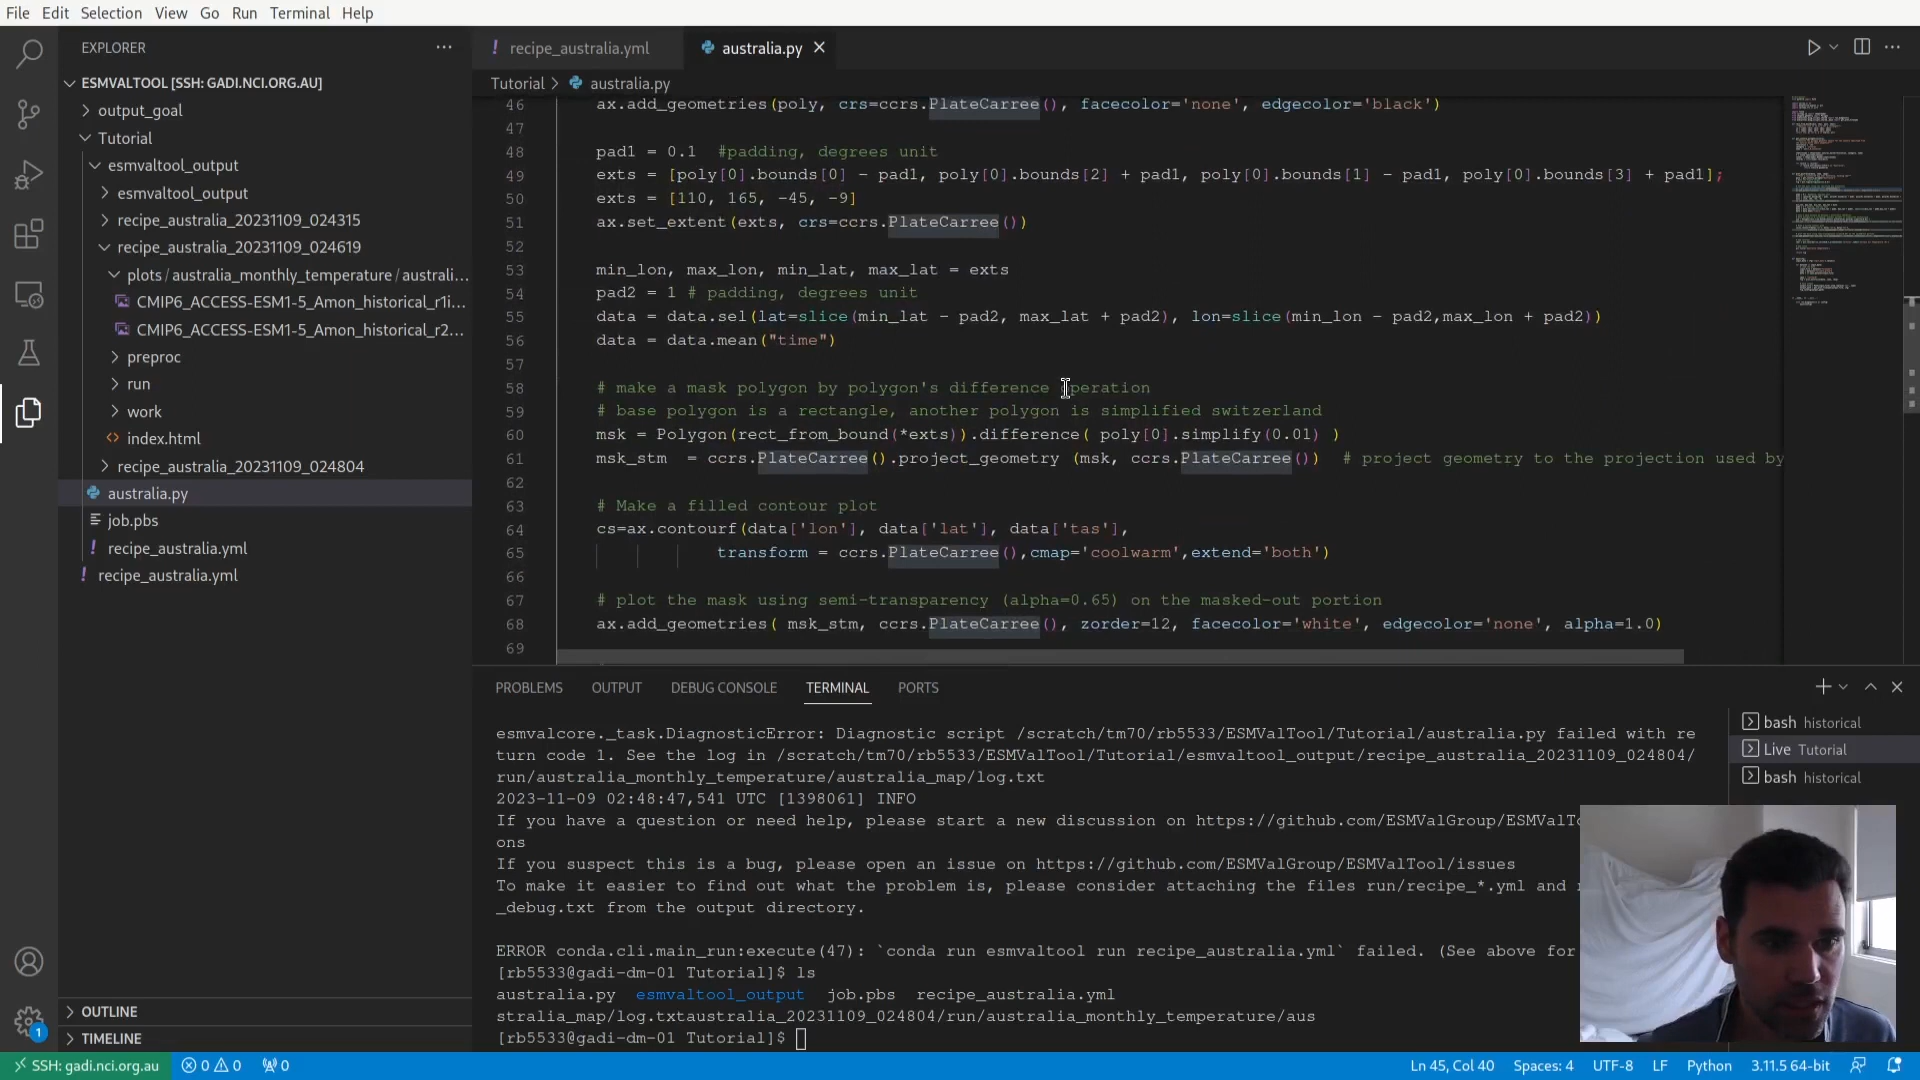 File Edit Selection View Go Run Terminal Help
EXPLORER
ESMVALTOOL [SSH: GADI.NCI.ORG.AU]
output_goal
Tutorial
esmvaltool_output
esmvaltool_output
recipe_australia_20231109_024315
recipe_australia_20231109_024619
plots / australia_monthly_temperature / australi...
CMIP6_ACCESS-ESM1-5_Amon_historical_r1i...
CMIP6_ACCESS-ESM1-5_Amon_historical_r2...
preproc
run
work
index.html
recipe_australia_20231109_024804
australia.py
job.pbs
recipe_australia.yml
recipe_australia.yml
OUTLINE
TIMELINE
recipe_australia.yml australia.py
Tutorial > australia.py
46 ax.add_geometries(poly, crs=ccrs.PlateCarree(), facecolor='none', edgecolor='black')
47
48 pad1 = 0.1  #padding, degrees unit
49 exts = [poly[0].bounds[0] - pad1, poly[0].bounds[2] + pad1, poly[0].bounds[1] - pad1, poly[0].bounds[3] + pad1];
50 exts = [110, 165, -45, -9]
51 ax.set_extent(exts, crs=ccrs.PlateCarree())
52
53 min_lon, max_lon, min_lat, max_lat = exts
54 pad2 = 1 # padding, degrees unit
55 data = data.sel(lat=slice(min_lat - pad2, max_lat + pad2), lon=slice(min_lon - pad2,max_lon + pad2))
56 data = data.mean("time")
57
58 # make a mask polygon by polygon's difference operation
59 # base polygon is a rectangle, another polygon is simplified switzerland
60 msk = Polygon(rect_from_bound(*exts)).difference( poly[0].simplify(0.01) )
61 msk_stm  = ccrs.PlateCarree().project_geometry (msk, ccrs.PlateCarree())  # project geometry to the projection used by
62
63 # Make a filled contour plot
64 cs=ax.contourf(data['lon'], data['lat'], data['tas'],
65 transform = ccrs.PlateCarree(),cmap='coolwarm',extend='both')
66
67 # plot the mask using semi-transparency (alpha=0.65) on the masked-out portion
68 ax.add_geometries( msk_stm, ccrs.PlateCarree(), zorder=12, facecolor='white', edgecolor='none', alpha=1.0)
69
PROBLEMS OUTPUT DEBUG CONSOLE TERMINAL PORTS
esmvalcore._task.DiagnosticError: Diagnostic script /scratch/tm70/rb5533/ESMValTool/Tutorial/australia.py failed with re
turn code 1. See the log in /scratch/tm70/rb5533/ESMValTool/Tutorial/esmvaltool_output/recipe_australia_20231109_024804/
run/australia_monthly_temperature/australia_map/log.txt
2023-11-09 02:48:47,541 UTC [1398061] INFO
If you have a question or need help, please start a new discussion on https://github.com/ESMValGroup/ESMValT
ons
If you suspect this is a bug, please open an issue on https://github.com/ESMValGroup/ESMValTool/issues
To make it easier to find out what the problem is, please consider attaching the files run/recipe_*.yml and
_debug.txt from the output directory.
ERROR conda.cli.main_run:execute(47): `conda run esmvaltool run recipe_australia.yml` failed. (See above for
[rb5533@gadi-dm-01 Tutorial]$ ls
australia.py esmvaltool_output job.pbs recipe_australia.yml
stralia_map/log.txtaustralia_20231109_024804/run/australia_monthly_temperature/aus
[rb5533@gadi-dm-01 Tutorial]$
bash historical
Live Tutorial
bash historical
1
SSH: gadi.nci.org.au 0 0 0 Ln 45, Col 40 Spaces: 4 UTF-8 LF Python 3.11.5 64-bit